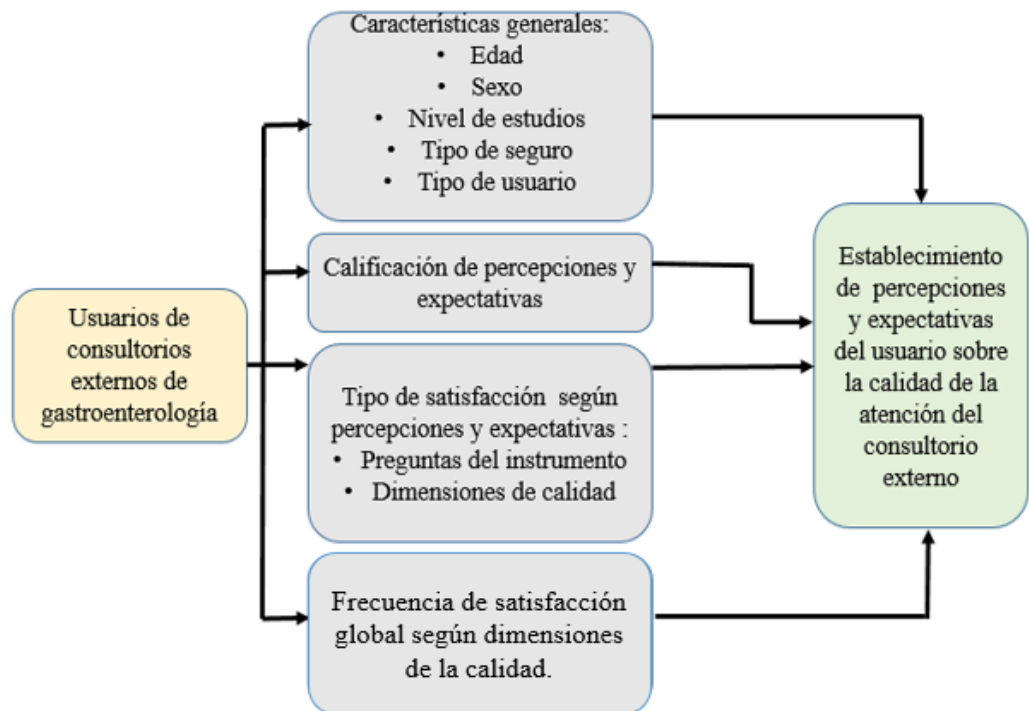 Características generales:
• Edad
• Sexo
• Nivel de estudios
• Tipo de seguro
• Tipo de usuario
Calificación de percepciones y
expectativas
Usuarios de
consultorios
externos de
gastroenterología
Tipo de satisfacción según
percepciones y expectativas :
• Preguntas del instrumento
• Dimensiones de calidad
Frecuencia de satisfacción
global según dimensiones
de la calidad.
Establecimiento
de percepciones
y expectativas
del usuario sobre
la calidad de la
atención del
consultorio
externo